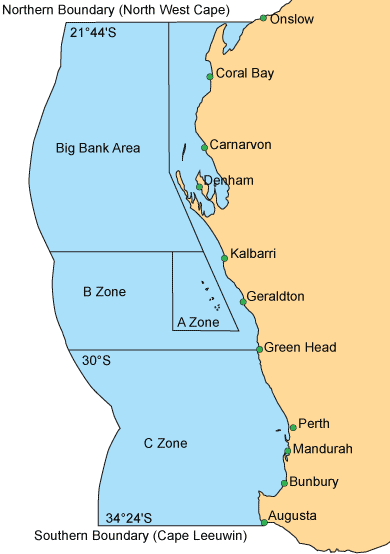 Northern Boundary (North West Cape)
Onslow
21°44'S
Coral Bay
Carnarvon
Big Bank Area
Denham
Kalbarri
B Zone
Geraldton
A Zone
Green Head
30°S
Perth
C Zone
Mandurah
Bunbury
34°24'S
Augusta
Southern Boundary (Cape Leeuwin)